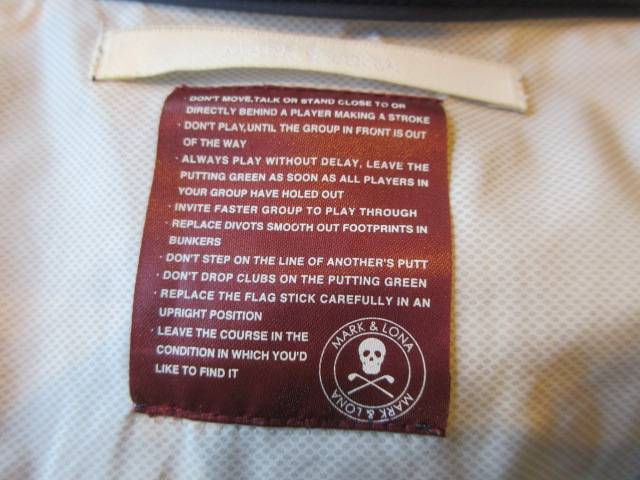 MARK & LONA
· DON'T MOVE,TALK OR STAND CLOSE TO OR
DIRECTLY BEHIND A PLAYER MAKING A STROKE
· DON'T PLAY,UNTIL THE GROUP IN FRONT IS OUT
OF THE WAY
· ALWAYS PLAY WITHOUT DELAY, LEAVE THE
PUTTING GREEN AS SOON AS ALL PLAYERS IN
YOUR GROUP HAVE HOLED OUT
· INVITE FASTER GROUP TO PLAY THROUGH
· REPLACE DIVOTS SMOOTH OUT FOOTPRINTS IN
BUNKERS
· DON'T STEP ON THE LINE OF ANOTHER'S PUTT
· DON'T DROP CLUBS ON THE PUTTING GREEN
· REPLACE THE FLAG STICK CAREFULLY IN AN
UPRIGHT POSITION
· LEAVE THE COURSE IN THE
CONDITION IN WHICH YOU'D
LIKE TO FIND IT
MARK & LONA
MARK & LONA